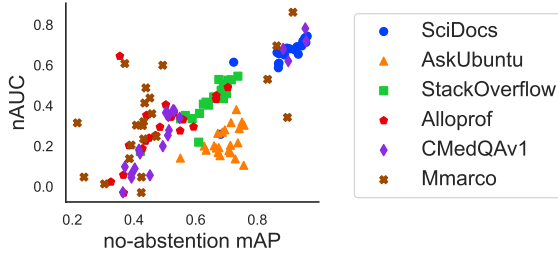 0.8
0.6
0.4
0.2
0.0
nAUC
0.2 0.4 0.6 0.8
no-abstention mAP
SciDocs
AskUbuntu
StackOverflow
Alloprof
CMedQAv1
Mmarco